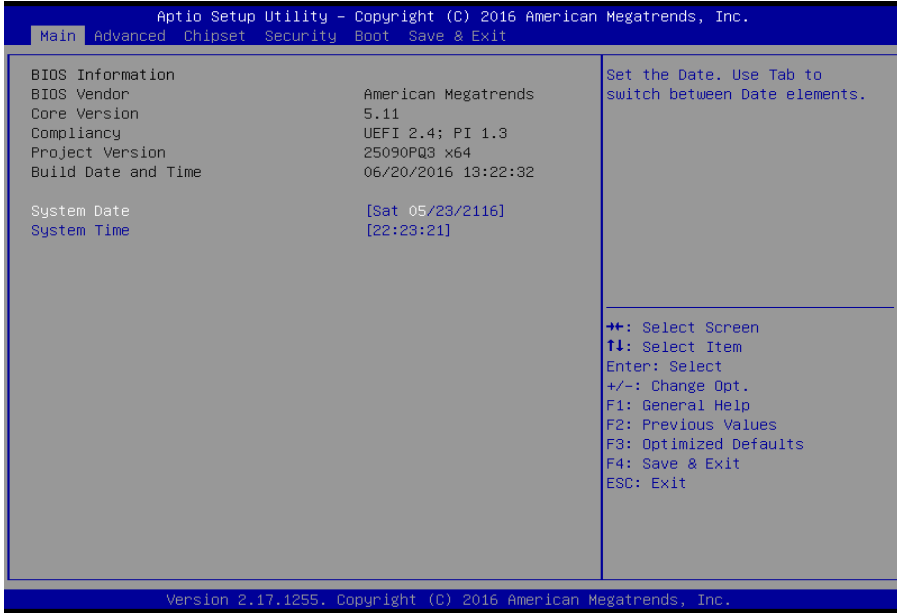 Aptio Setup Utility – Copyright (C) 2016 American Megatrends, Inc.
Main Advanced Chipset Security Boot Save & Exit
BIOS Information
BIOS Vendor American Megatrends
Core Version 5.11
Compliancy UEFI 2.4; PI 1.3
Project Version 25090PQ3 x64
Build Date and Time 06/20/2016 13:22:32
System Date [Sat 05/23/2116]
System Time [22:23:21]
Set the Date. Use Tab to
switch between Date elements.
→←: Select Screen
↑↓: Select Item
Enter: Select
+/-: Change Opt.
F1: General Help
F2: Previous Values
F3: Optimized Defaults
F4: Save & Exit
ESC: Exit
Version 2.17.1255. Copyright (C) 2016 American Megatrends, Inc.